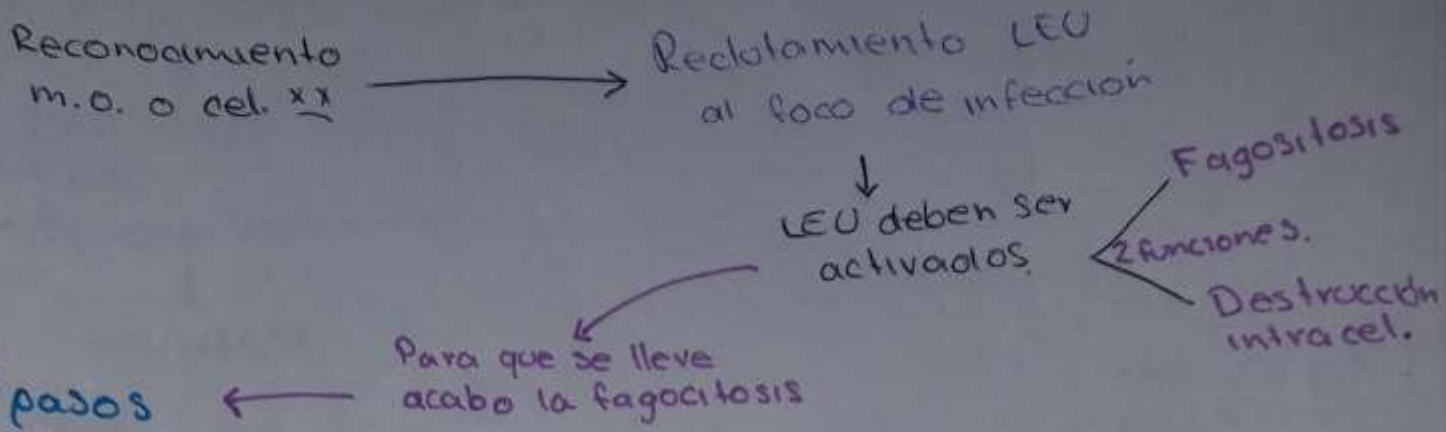 Reconocimiento
m.o. o cel. xx
Reclutamiento LEU
al foco de infección
LEU deben ser
activados.
Fagositosis
2 funciones.
Destrucción
intracel.
Para que se lleve
acabo la fagocitosis
pasos